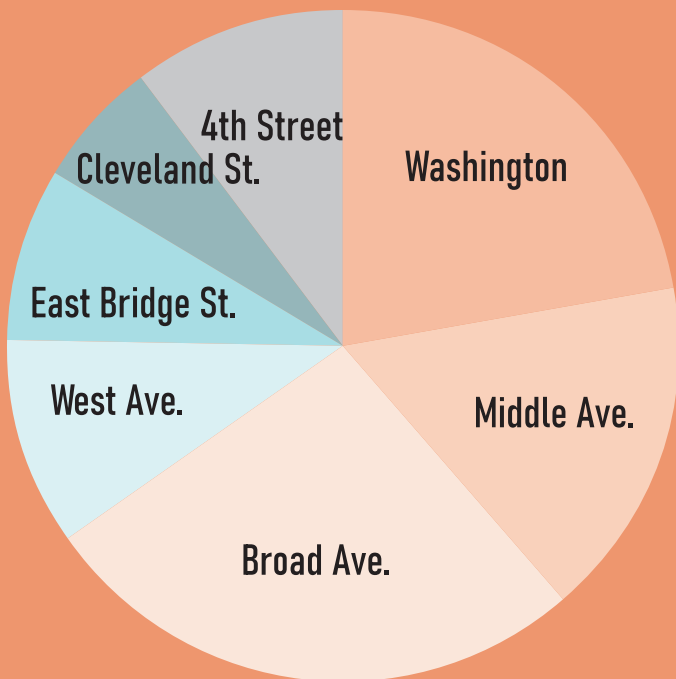 4th Street
Washington
Cleveland St.
East Bridge St.
West Ave.
Middle Ave.
Broad Ave.